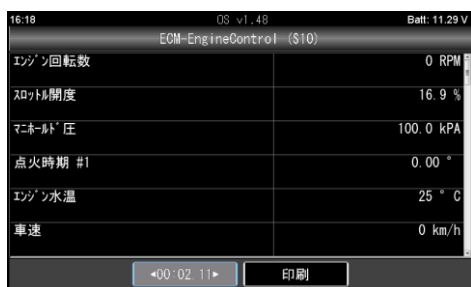 16:18 OS v1.48 Batt: 11.29 V
ECM-EngineControl (S10)
ｴﾝｼﾞﾝ回転数 0 RPM
ｽﾛｯﾄﾙ開度 16.9 %
ﾏﾆﾎｰﾙﾄﾞ圧 100.0 kPA
点火時期 #1 0.00 °
ｴﾝｼﾞﾝ水温 25 ° C
車速 0 km/h
◄00:02.11► 印刷